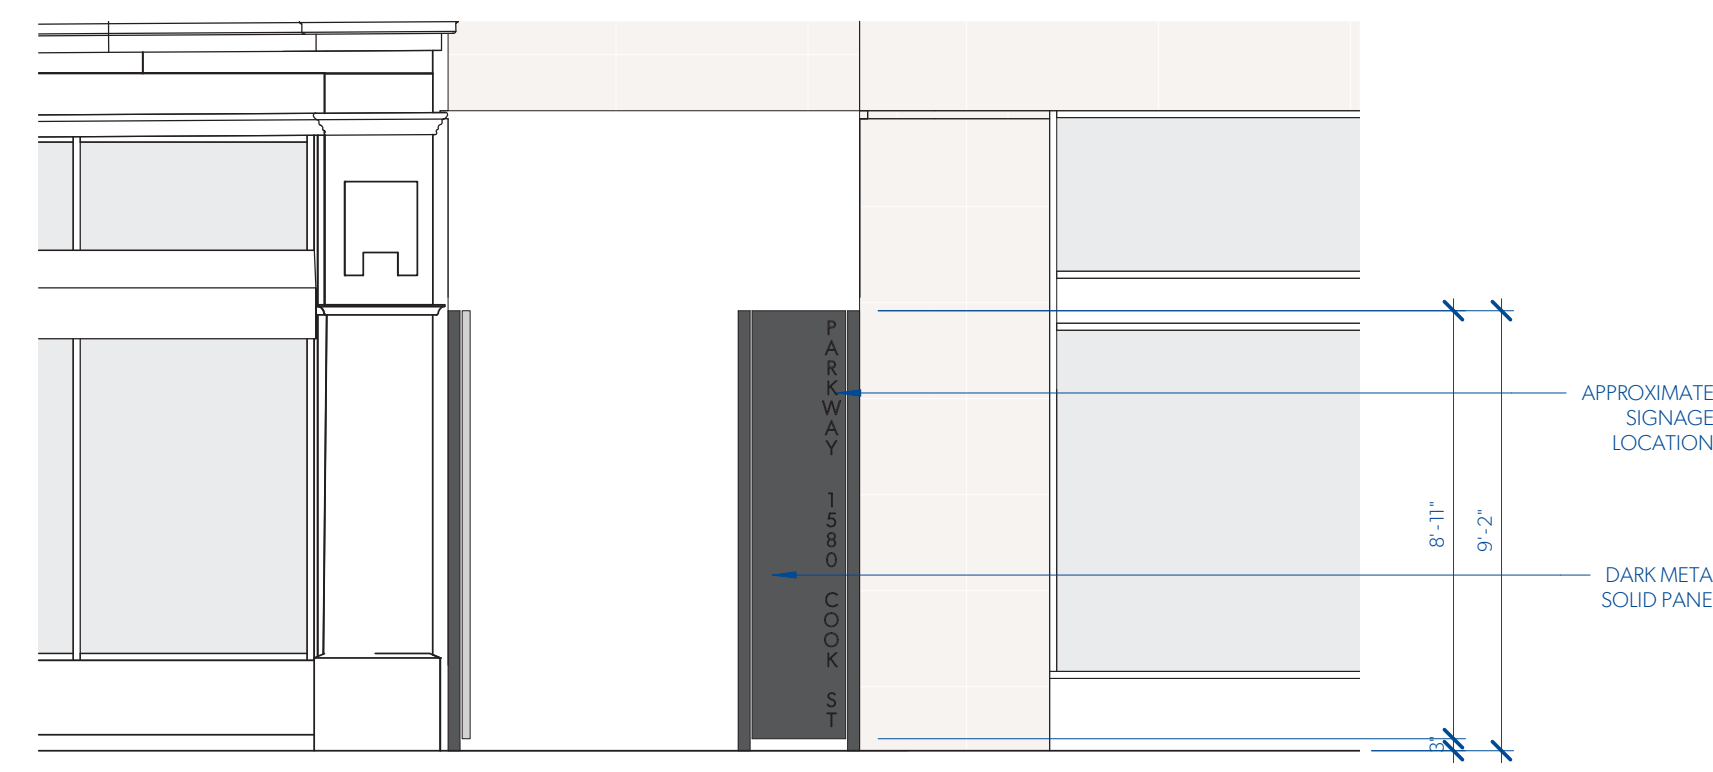 PARKWAY 1580 COOK ST
APPROXIMATE
SIGNAGE
LOCATION
8'-11"
9'-2"
DARK META
SOLID PANE
3"